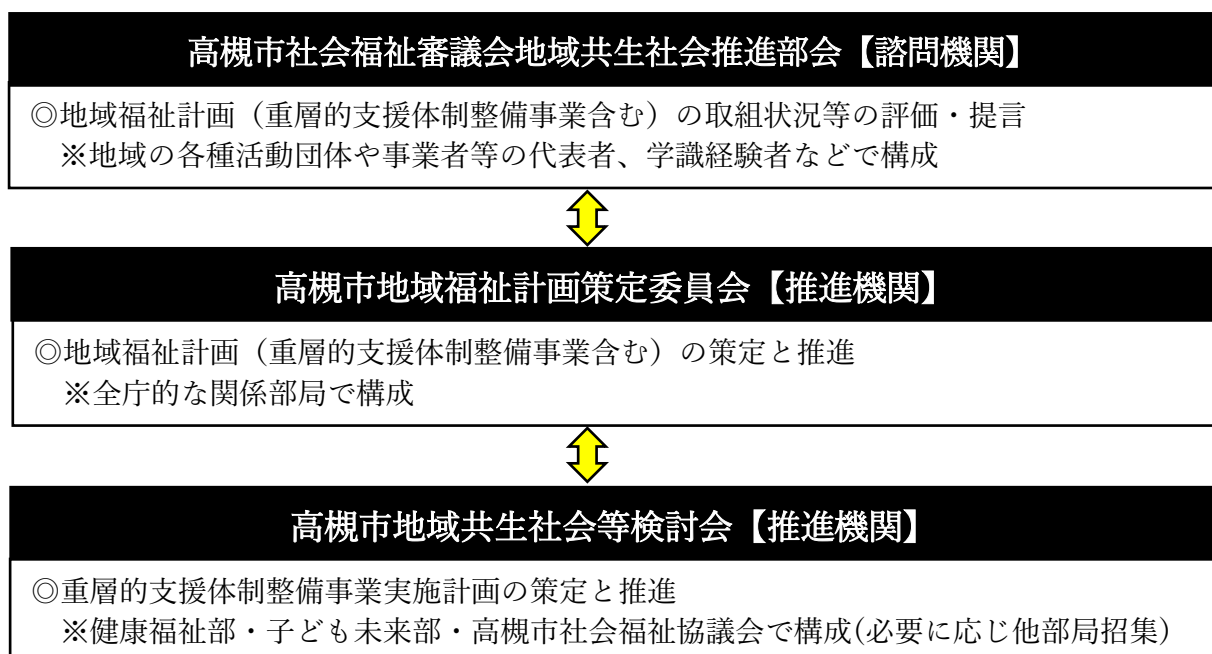 高槻市社会福祉審議会地域共生社会推進部会【諮問機関】
◎地域福祉計画（重層的支援体制整備事業含む）の取組状況等の評価・提言
※地域の各種活動団体や事業者等の代表者、学識経験者などで構成
高槻市地域福祉計画策定委員会【推進機関】
◎地域福祉計画（重層的支援体制整備事業含む）の策定と推進
※全庁的な関係部局で構成
高槻市地域共生社会等検討会【推進機関】
◎重層的支援体制整備事業実施計画の策定と推進
※健康福祉部・子ども未来部・高槻市社会福祉協議会で構成(必要に応じ他部局招集)